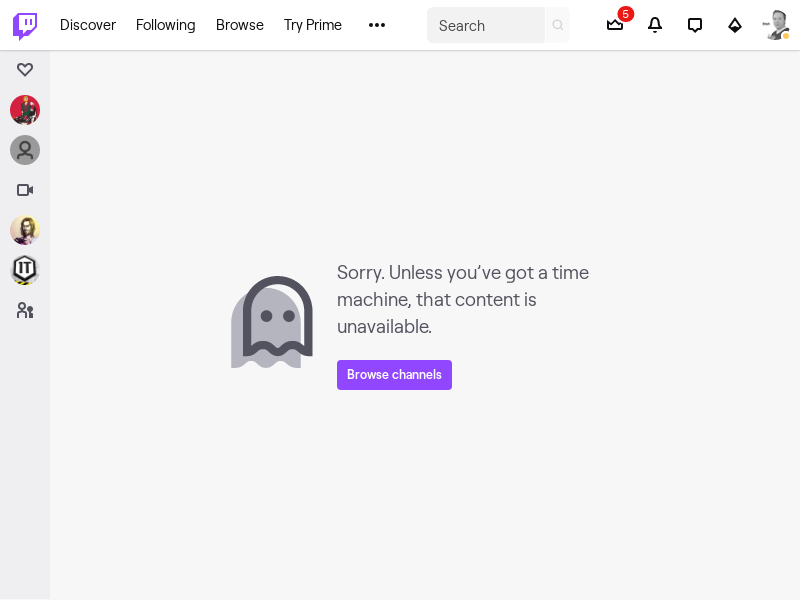 Discover
Following
Browse
Try Prime
Search
5
IT
Sorry. Unless you've got a time
machine, that content is
unavailable.
Browse channels